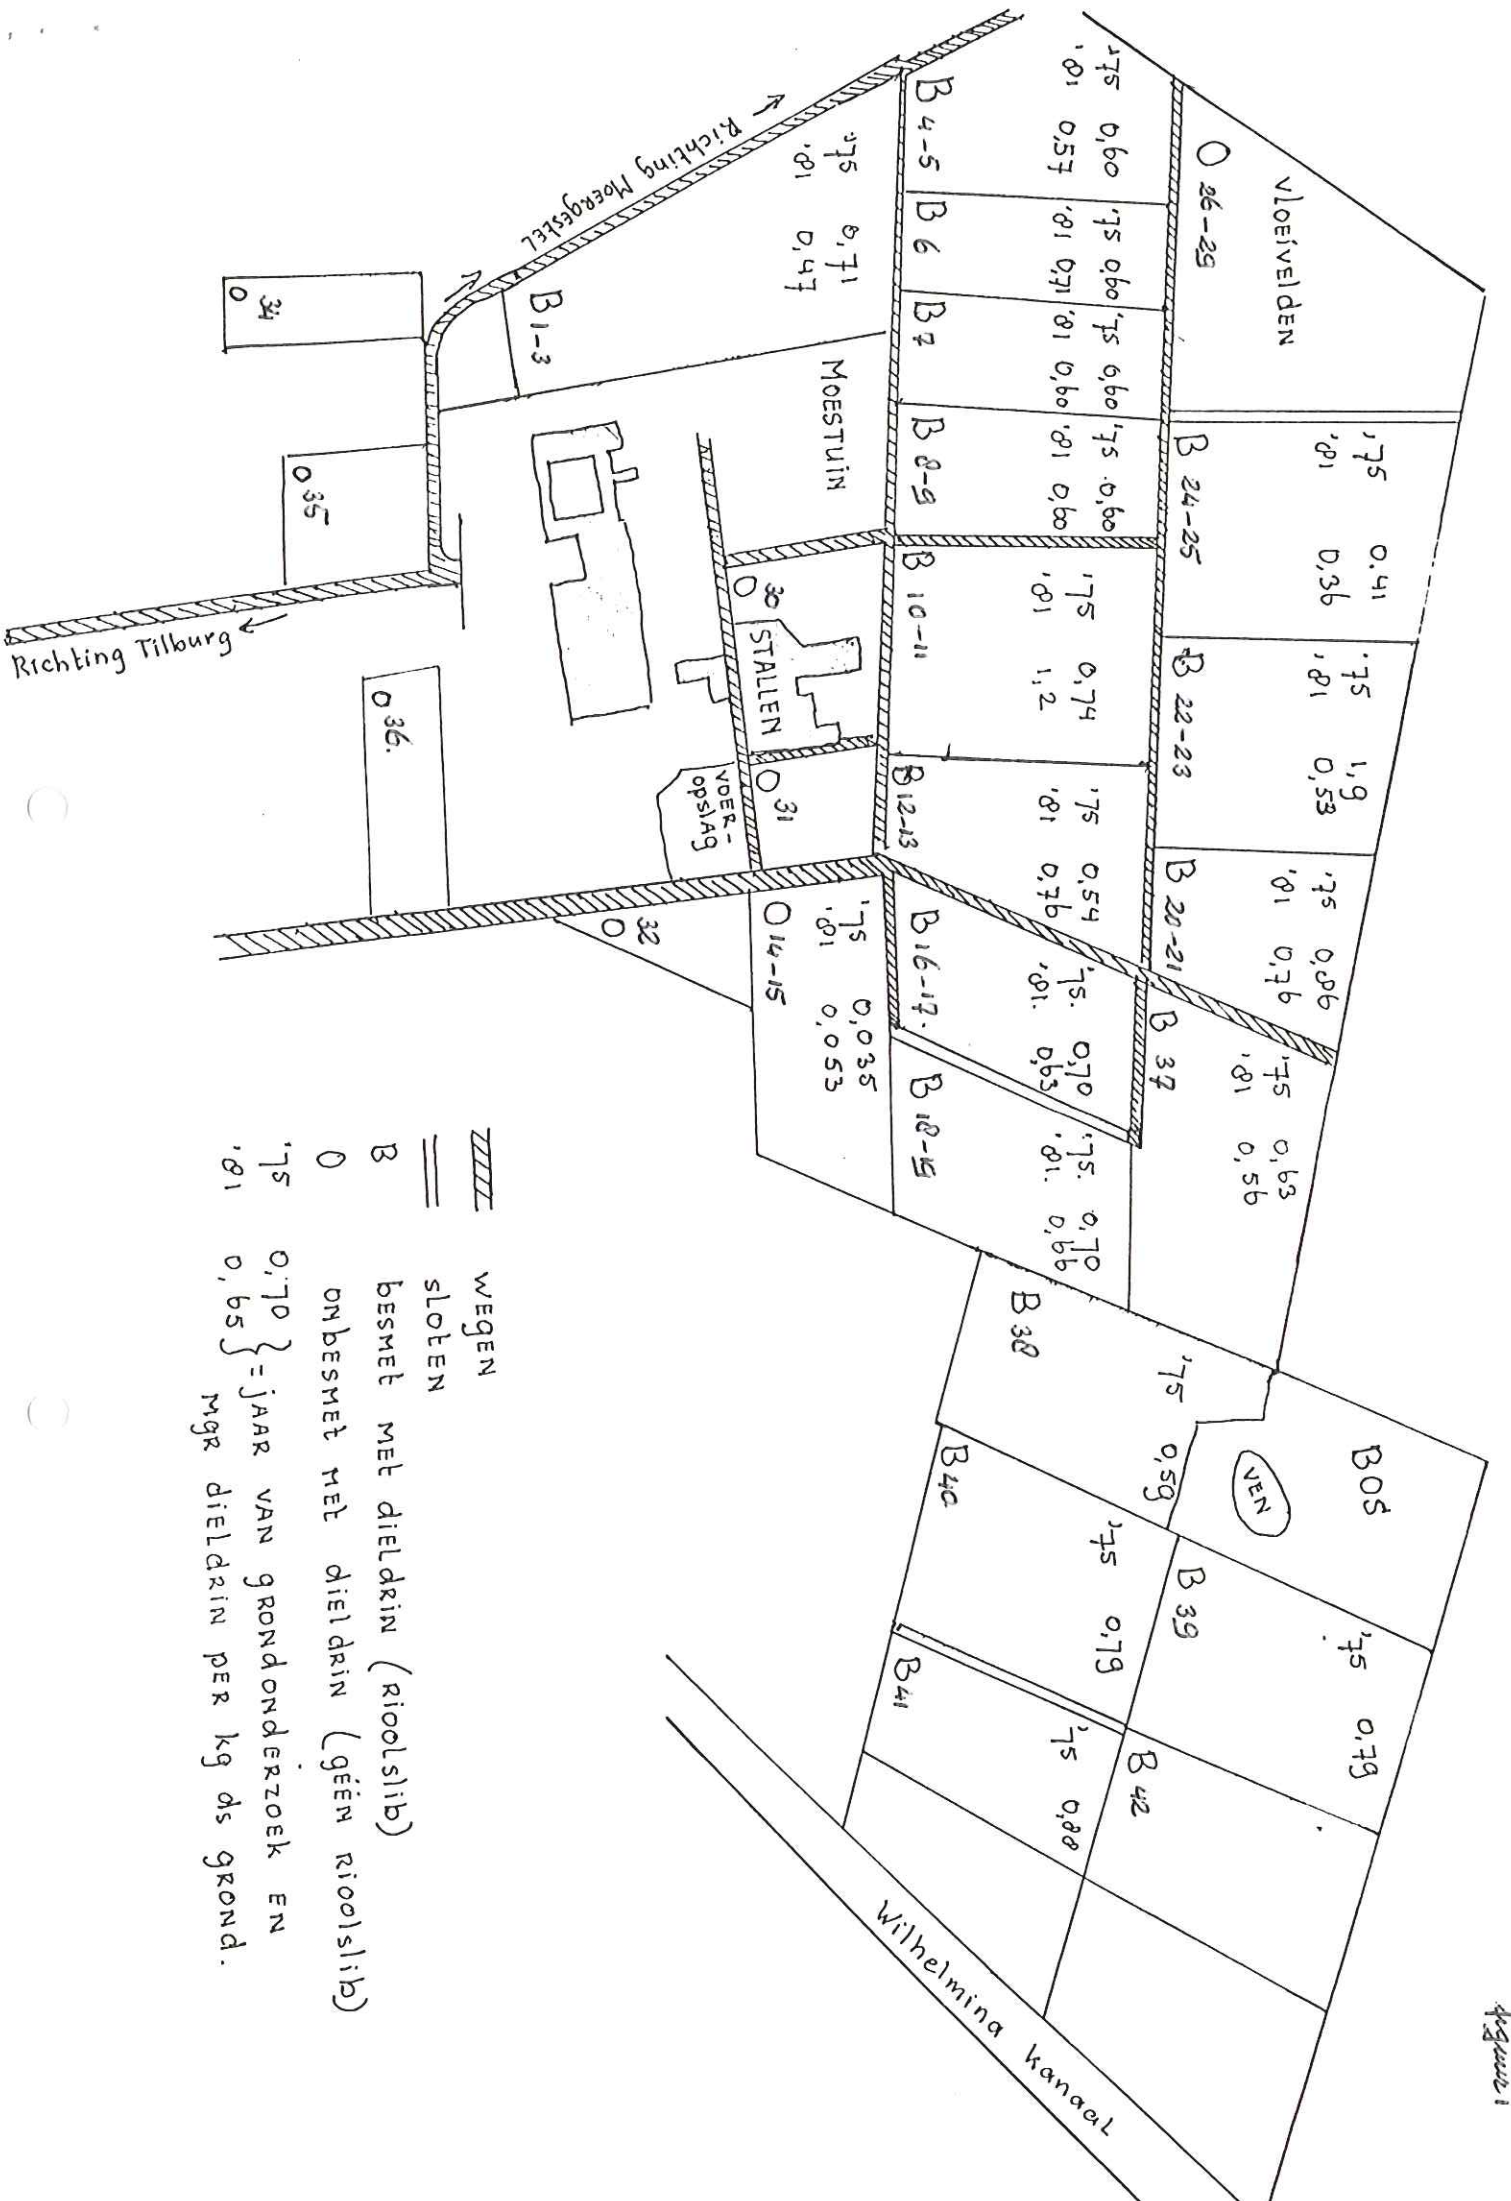 figuur 1
VLOEIVELDEN
O 26-29
'75 0,41
'81 0,36
B 24-25
'75 1,9
'81 0,53
B 22-23
'75 0,86
'81 0,76
B 20-21
'75 0,63
'81 0,56
B 37
'75 0,60
'81 0,57
B 4-5
'75 0,60
'81 0,71
B 6
'75 0,60
'81 0,60
B 7
'75 0,60
'81 0,60
B 8-9
'75 0,74
'81 1,2
B 10-11
'75 0,54
'81 0,76
B 12-13
'75. 0,70
'81. 0,63
B 16-17.
'75. 0,70
'81. 0,66
B 18-19
BOS
VEN
'75 0,59
B 38
'75 0,79
B 39
'75 0,79
B 40
'75 0,88
B 41
B 42
Wilhelmina kanaal
'75 0,71
'81 0,47
B 1-3
Richting Moergestel
MOESTUIN
30
O
STALLEN
O 31
VOER-
opslag
'75 0,035
'81 0,053
O 14-15
32
O
34
O
O 35
O 36.
Richting Tilburg
WEGEN
sloten
B besmet met dieldrin (rioolslib)
O onbesmet met dieldrin (géén rioolslib)
'75 0,70 } = jaar van grondonderzoek en
'81 0,65 } mgr dieldrin per kg ds grond.